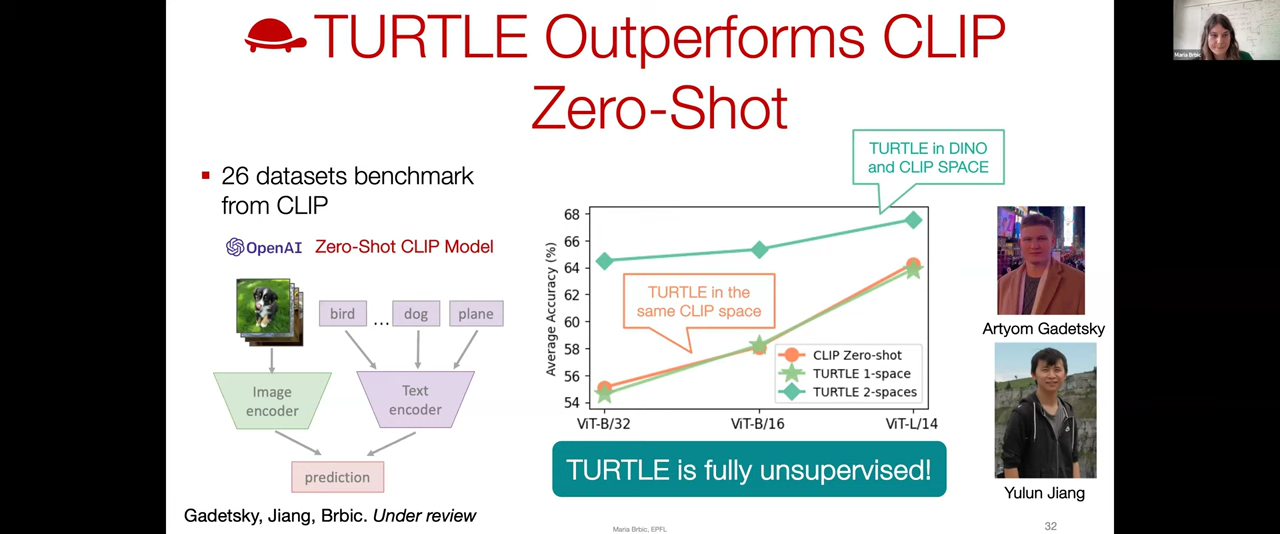 TURTLE Outperforms CLIP
Zero-Shot
Maria Brbic
▪ 26 datasets benchmark
from CLIP
OpenAI Zero-Shot CLIP Model
bird ... dog plane
Image
encoder
Text
encoder
prediction
Gadetsky, Jiang, Brbic. Under review
TURTLE in DINO
and CLIP SPACE
68
66
64
62
60
58
56
54
Average Accuracy (%)
TURTLE in the
same CLIP space
CLIP Zero-shot
TURTLE 1-space
TURTLE 2-spaces
ViT-B/32 ViT-B/16 ViT-L/14
TURTLE is fully unsupervised!
Artyom Gadetsky
Yulun Jiang
Maria Brbic, EPFL
32